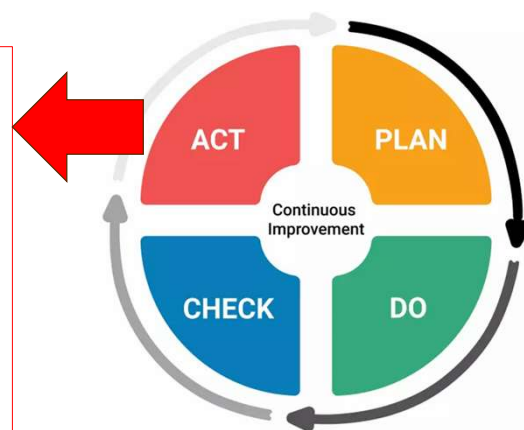 ACT
PLAN
Continuous
Improvement
CHECK
DO